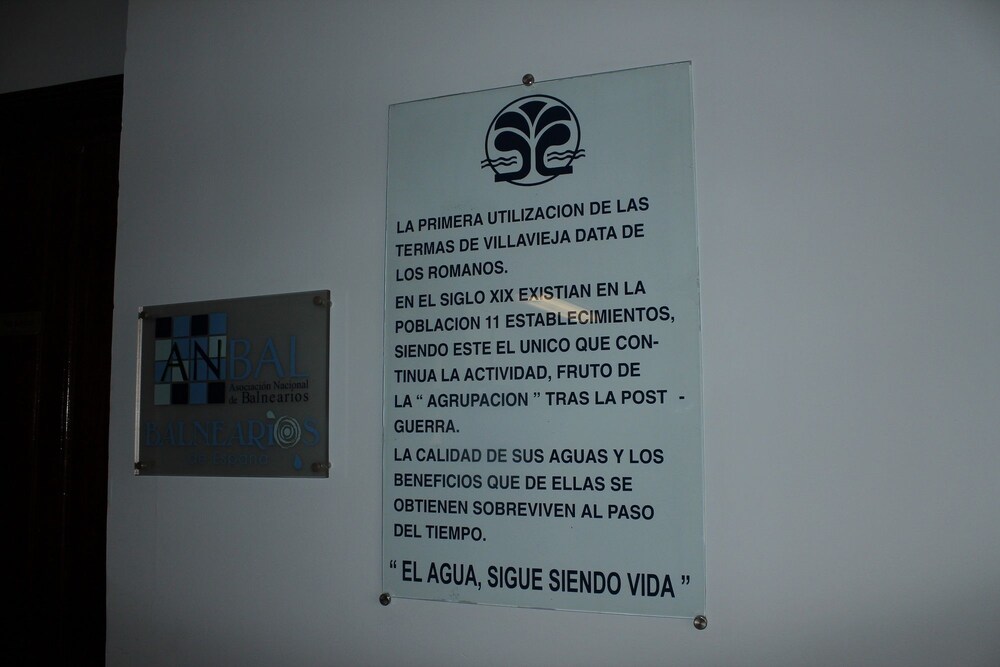 ANBAL
Asociación Nacional
de Balnearios
BALNEARIOS
LA PRIMERA UTILIZACION DE LAS
TERMAS DE VILLAVIEJA DATA DE
LOS ROMANOS.
EN EL SIGLO XIX EXISTIAN EN LA
POBLACION 11 ESTABLECIMIENTOS,
SIENDO ESTE EL UNICO QUE CON-
TINUA LA ACTIVIDAD, FRUTO DE
LA “ AGRUPACION ” TRAS LA POST -
GUERRA.
LA CALIDAD DE SUS AGUAS Y LOS
BENEFICIOS QUE DE ELLAS SE
OBTIENEN SOBREVIVEN AL PASO
DEL TIEMPO.
“ EL AGUA, SIGUE SIENDO VIDA ”